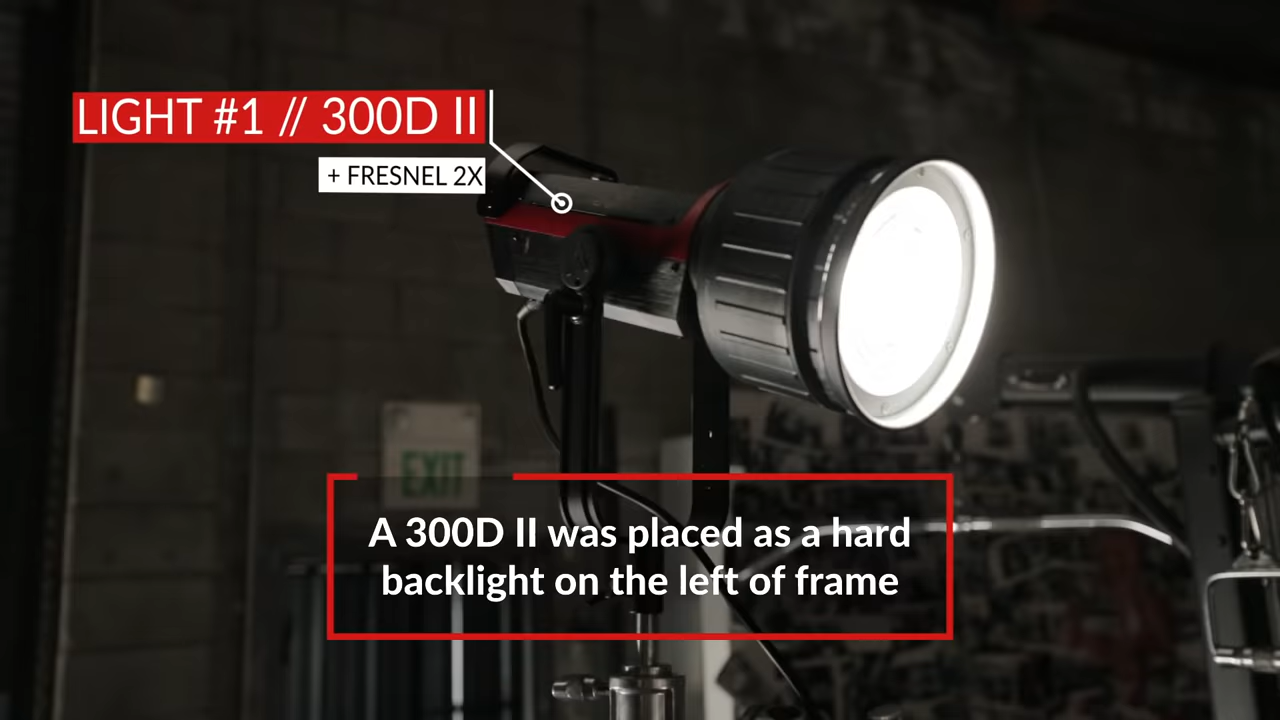 LIGHT #1 // 300D II
+ FRESNEL 2X
EXIT
A 300D II was placed as a hard
backlight on the left of frame